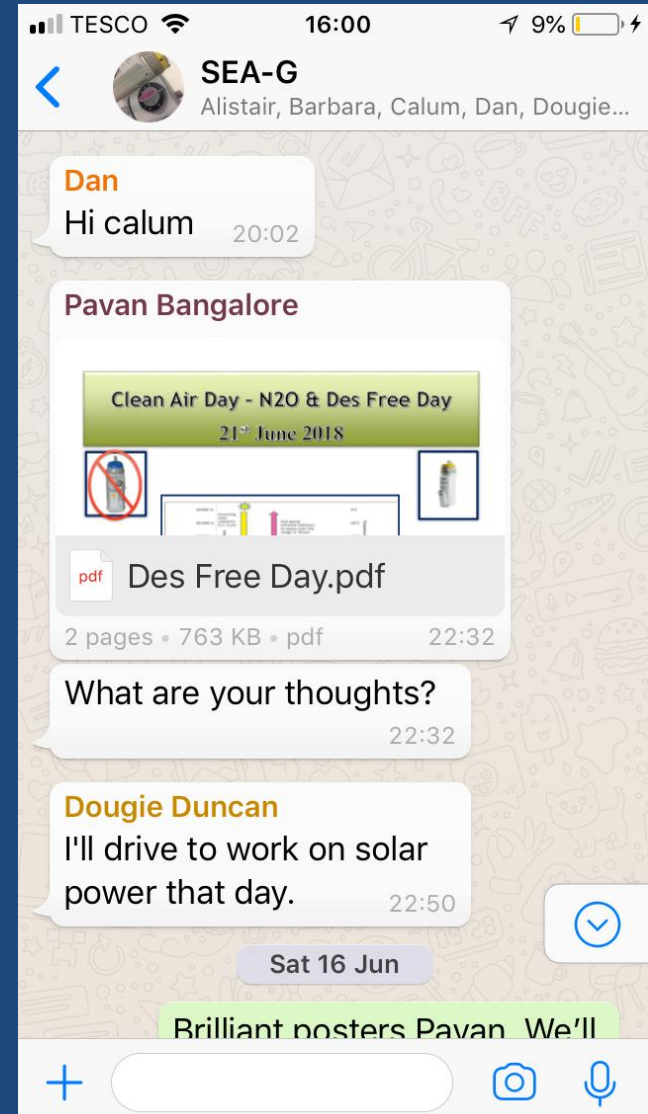 TESCO 16:00 9%
SEA-G
Alistair, Barbara, Calum, Dan, Dougie...
Dan
Hi calum 20:02
Pavan Bangalore
Clean Air Day - N2O & Des Free Day
21st June 2018
pdf Des Free Day.pdf
2 pages • 763 KB • pdf 22:32
What are your thoughts?
22:32
Dougie Duncan
I'll drive to work on solar
power that day. 22:50
Sat 16 Jun
Brilliant posters Pavan We'll